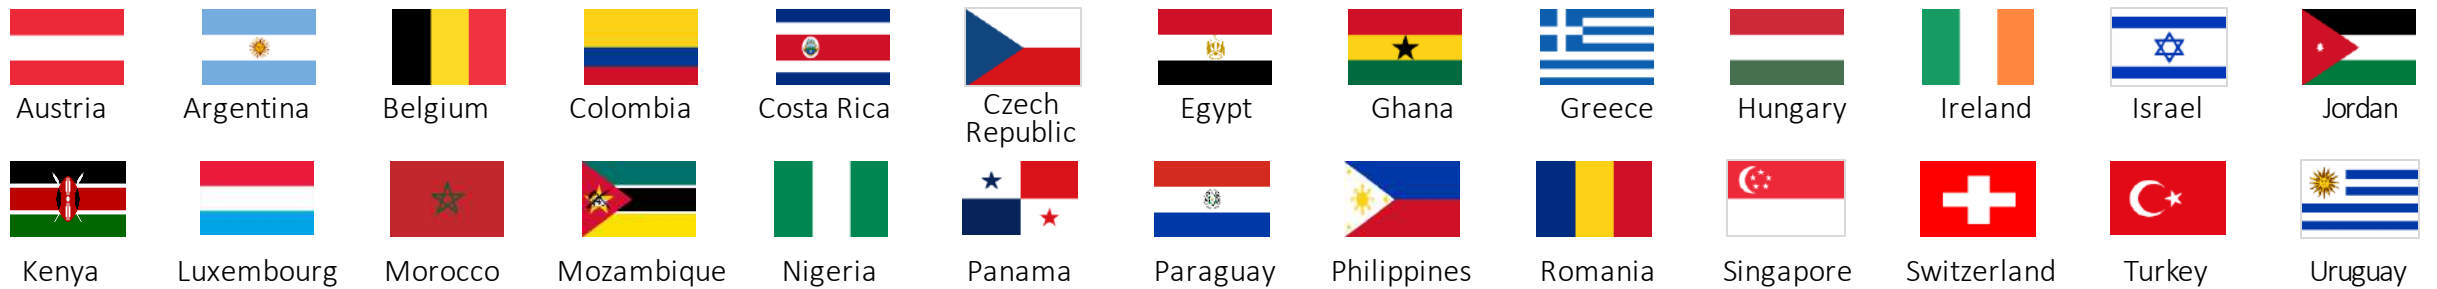 Austria Argentina Belgium Colombia Costa Rica Czech Republic Egypt Ghana Greece Hungary Ireland Israel Jordan
Kenya Luxembourg Morocco Mozambique Nigeria Panama Paraguay Philippines Romania Singapore Switzerland Turkey Uruguay